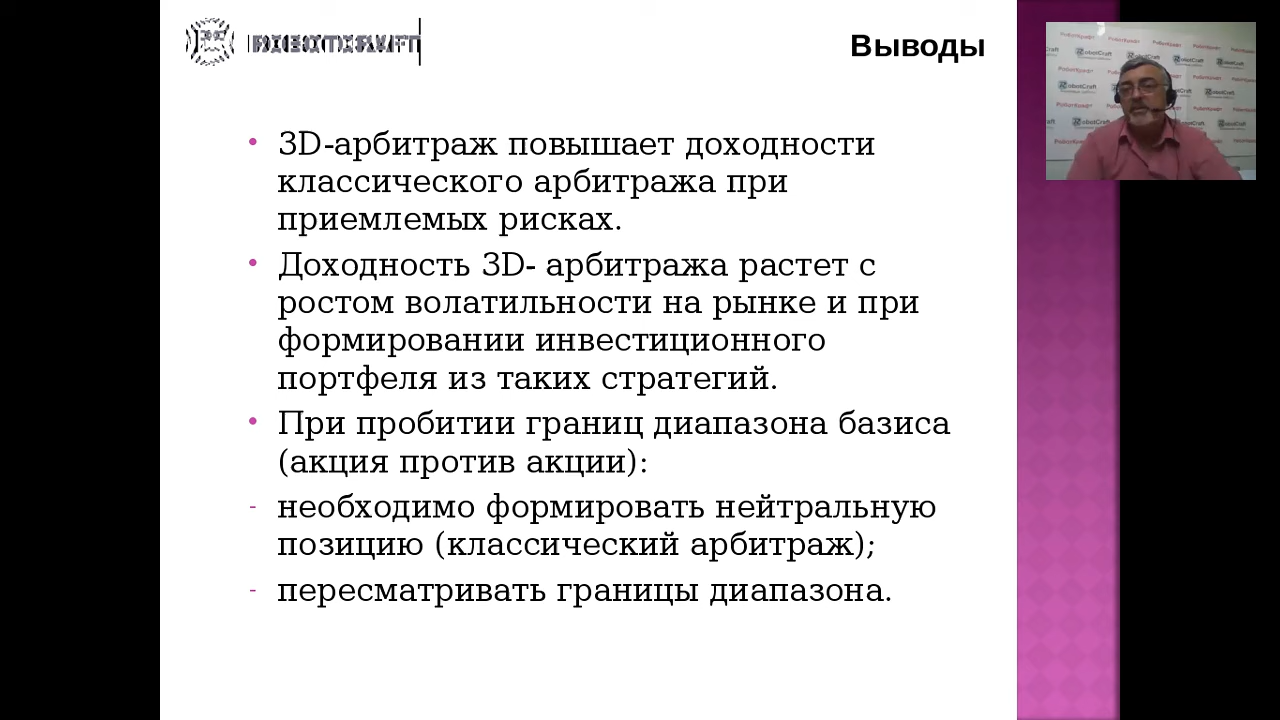 Выводы
• 3D-арбитраж повышает доходности
классического арбитража при
приемлемых рисках.
• Доходность 3D- арбитража растет с
ростом волатильности на рынке и при
формировании инвестиционного
портфеля из таких стратегий.
• При пробитии границ диапазона базиса
(акция против акции):
- необходимо формировать нейтральную
позицию (классический арбитраж);
- пересматривать границы диапазона.
RobotCraft
РоботКрафт